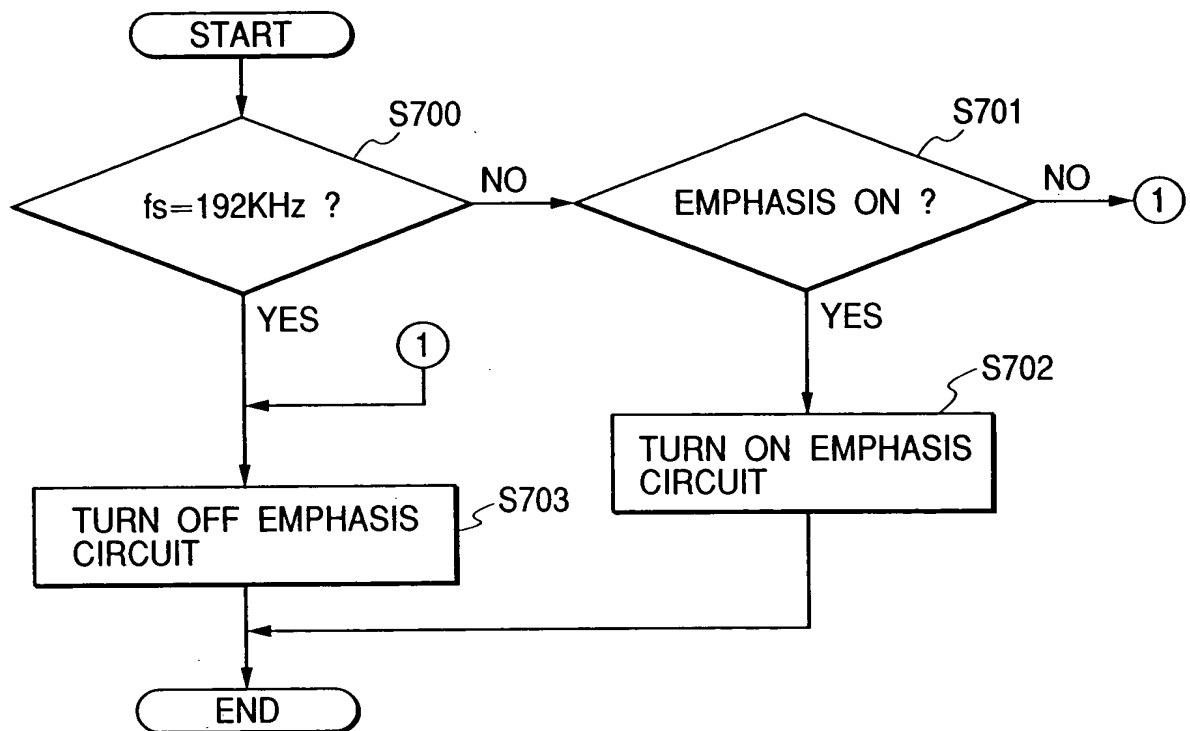 START
S700
fs=192KHz ?
NO
S701
EMPHASIS ON ?
NO
1
YES
1
YES
S702
TURN ON EMPHASIS
CIRCUIT
S703
TURN OFF EMPHASIS
CIRCUIT
END